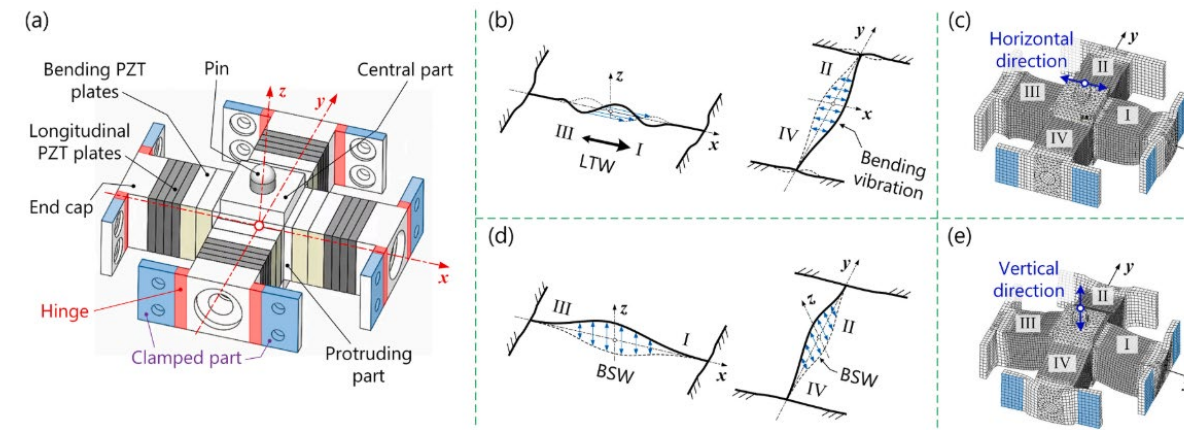 (a)
Bending PZT
plates
Pin
Central part
z
y
Longitudinal
PZT plates
End cap
x
Hinge
Clamped part
Protruding
part
(b)
z
III
I
LTW
x
y
II
x
IV
Bending
vibration
(c)
Horizontal
direction
y
II
III
I
IV
(d)
z
III
I
BSW
x
y
z
II
BSW
IV
(e)
Vertical
direction
y
II
III
I
IV